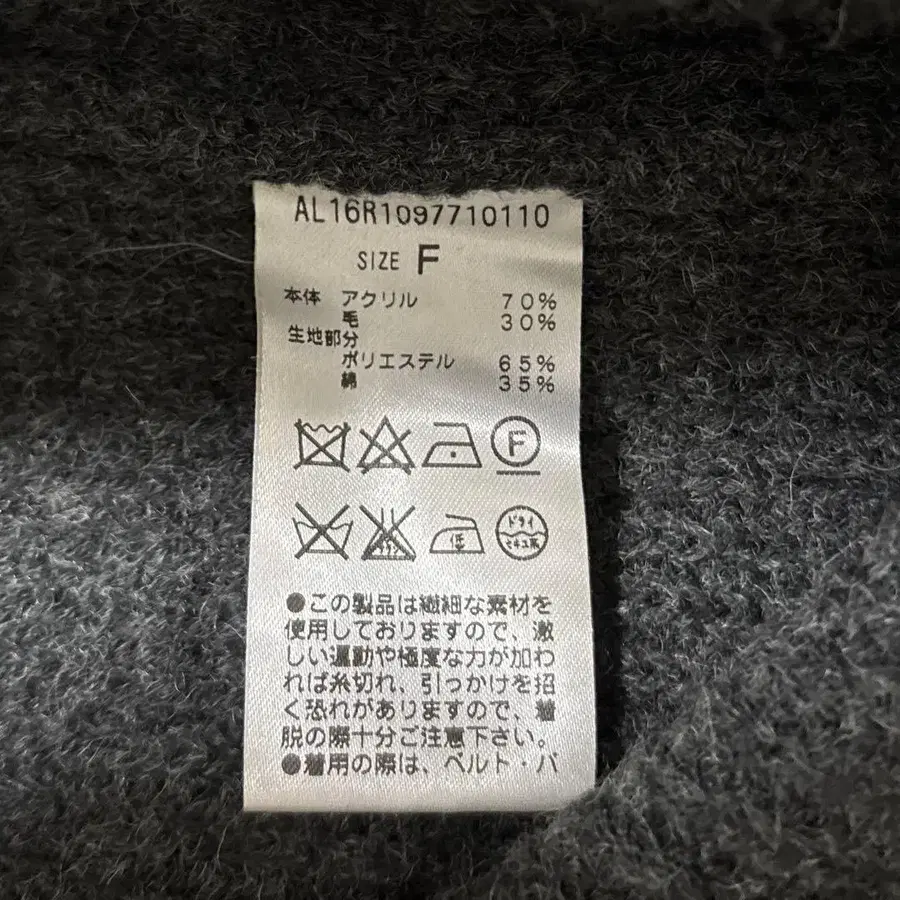 AL16R1097710110
SIZE F
本体 アクリル 70%
毛 30%
生地部分
ポリエステル 65%
綿 35%
F
低 ドライ
セキユ系
●この製品は繊細な素材を
使用しておりますので、激
しい運動や極度な力が加わ
れば糸切れ、引っかけを招
く恐れがありますので、着
脱の際十分ご注意下さい。
●着用の際は、ベルト・バ